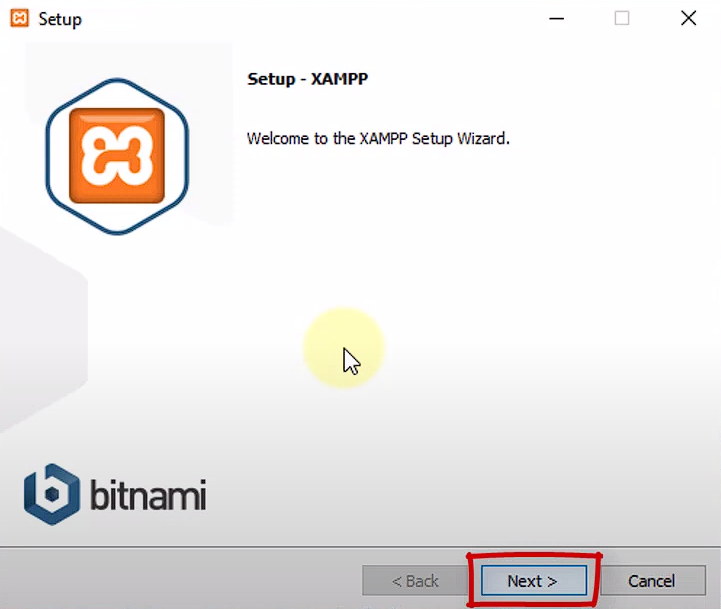 Setup
Setup - XAMPP
Welcome to the XAMPP Setup Wizard.
bitnami
< Back
Next >
Cancel